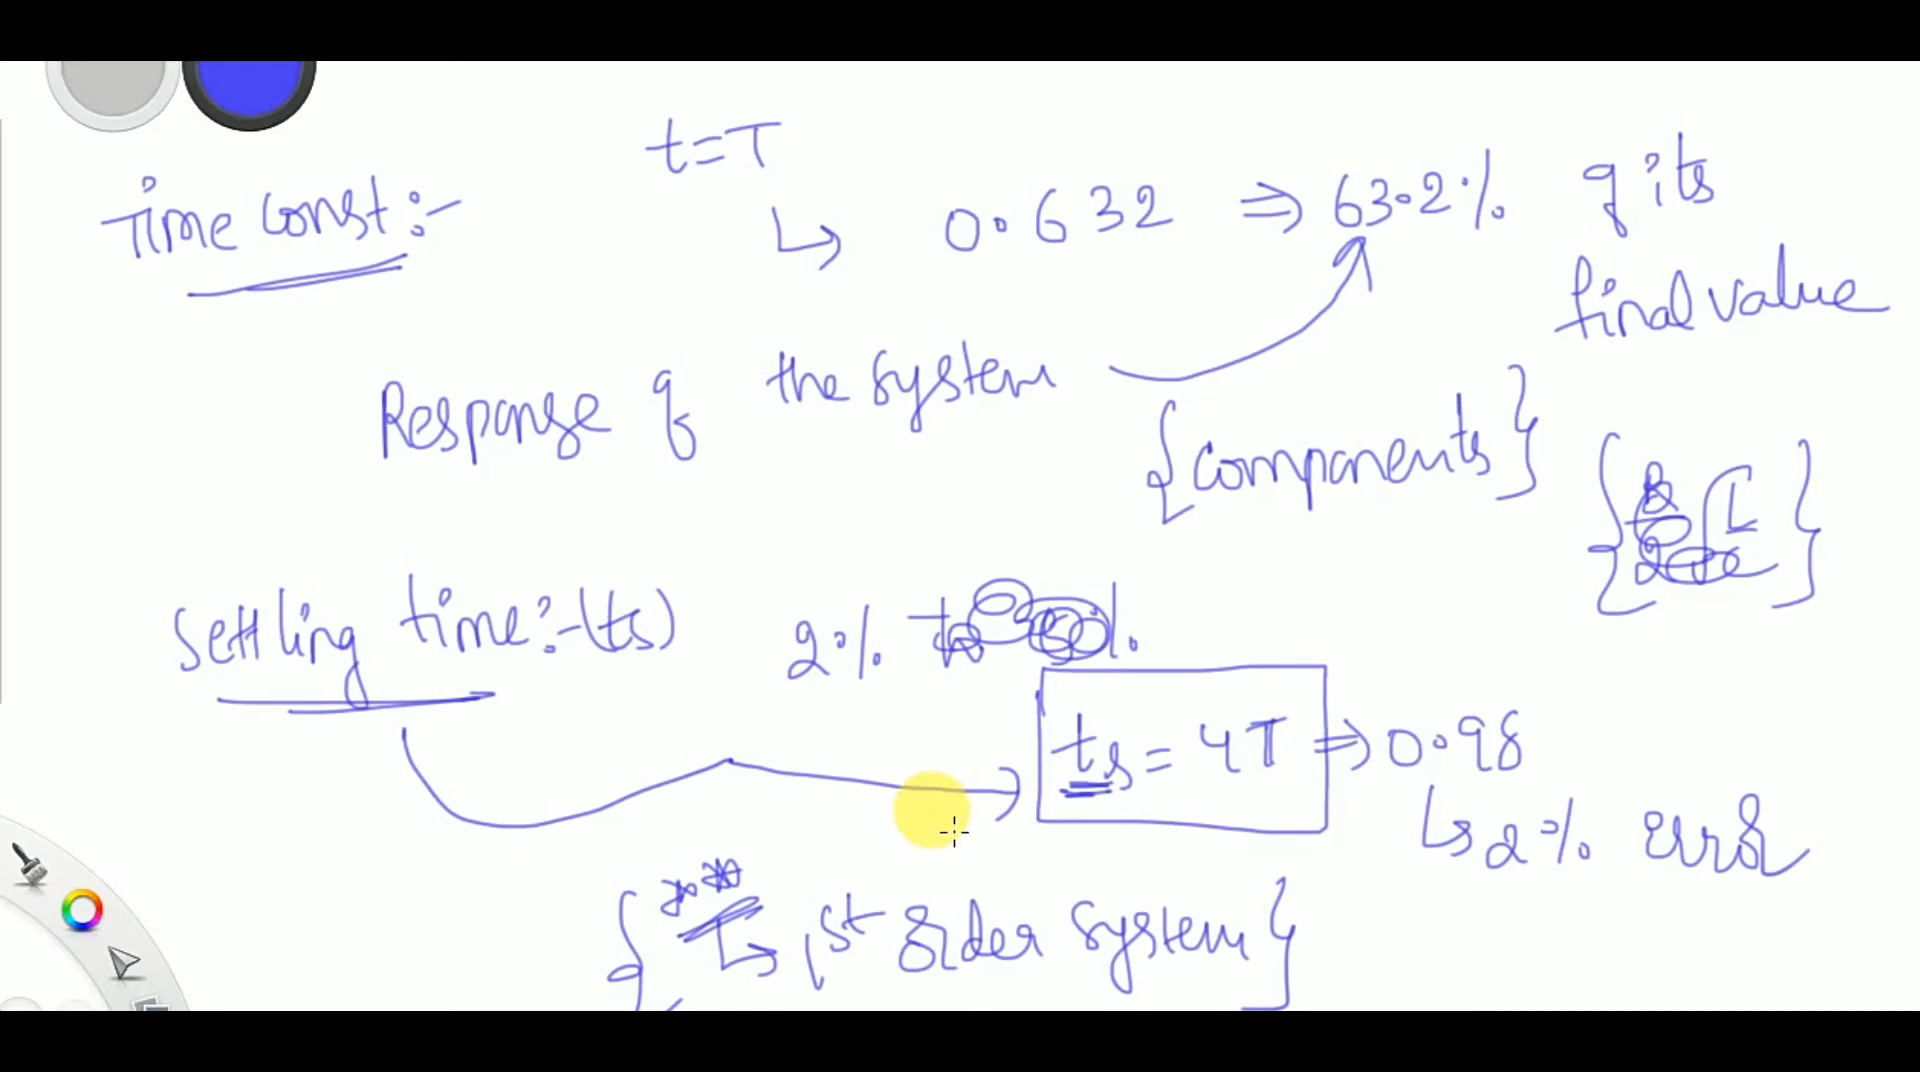 t=T
Time const:-
↳ 0.632 ⇒ 63.2% of its
final value
Response of the system
{components}
Settling time:-(ts) 2%
ts = 4T ⇒ 0.98
↳ 2% error
{ ↳ 1st order system}